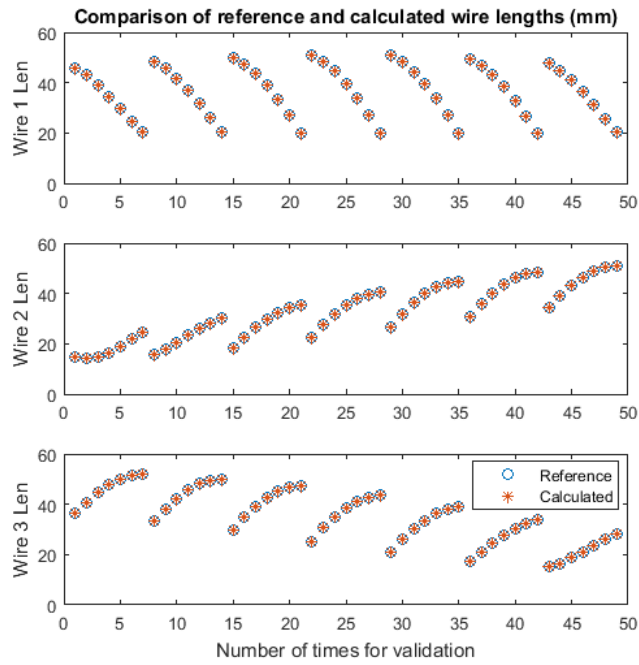 Comparison of reference and calculated wire lengths (mm)
60
40
20
0
Wire 1 Len
0 5 10 15 20 25 30 35 40 45 50
60
40
20
0
Wire 2 Len
0 5 10 15 20 25 30 35 40 45 50
60
40
20
0
Wire 3 Len
Reference
Calculated
0 5 10 15 20 25 30 35 40 45 50
Number of times for validation